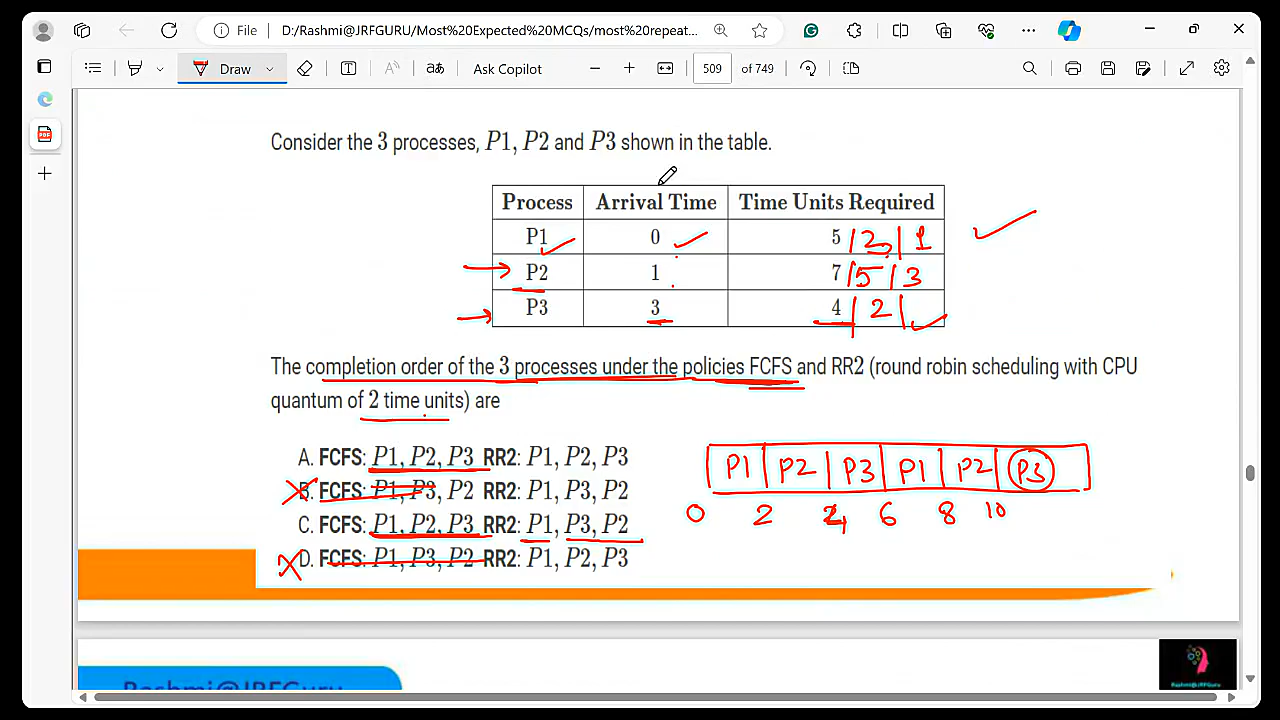 File D:/Rashmi@JRFGURU/Most%20Expected%20MCQs/most%20repeat...
Draw Ask Copilot 509 of 749
Consider the 3 processes, P1, P2 and P3 shown in the table.
Process Arrival Time Time Units Required
P1 0 5 | 2 | 1
P2 1 7 | 5 | 3
P3 3 4 | 2 |
The completion order of the 3 processes under the policies FCFS and RR2 (round robin scheduling with CPU
quantum of 2 time units) are
A. FCFS: P1, P2, P3 RR2: P1, P2, P3
B. FCFS: P1, P3, P2 RR2: P1, P3, P2
C. FCFS: P1, P2, P3 RR2: P1, P3, P2
D. FCFS: P1, P3, P2 RR2: P1, P2, P3
P1 | P2 | P3 | P1 | P2 | P3
0 2 4 6 8 10
Rashmi@JRFGuru
Rashmi@JRFGuru